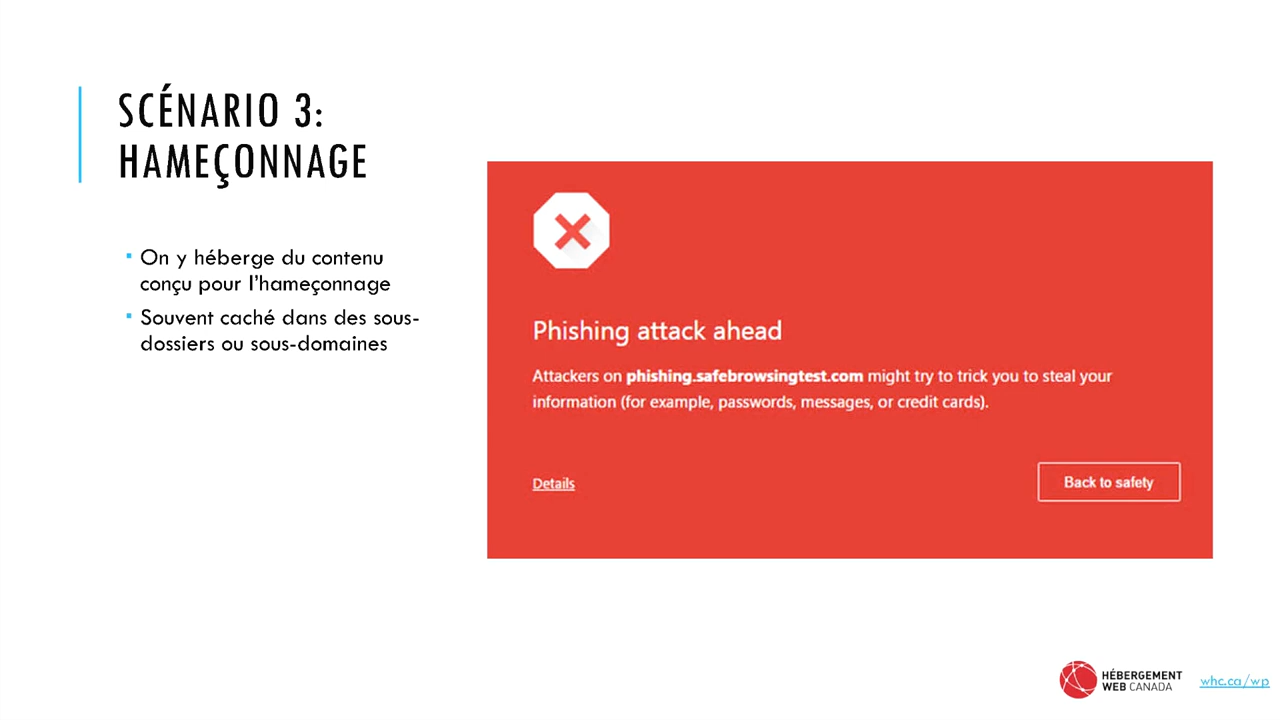 SCÉNARIO 3:
HAMEÇONNAGE
On y héberge du contenu
conçu pour l'hameçonnage
Souvent caché dans des sous-
dossiers ou sous-domaines
Phishing attack ahead
Attackers on phishing.safebrowsingtest.com might try to trick you to steal your
information (for example, passwords, messages, or credit cards).
Details
Back to safety
HÉBERGEMENT
WEB CANADA
whc.ca/wp